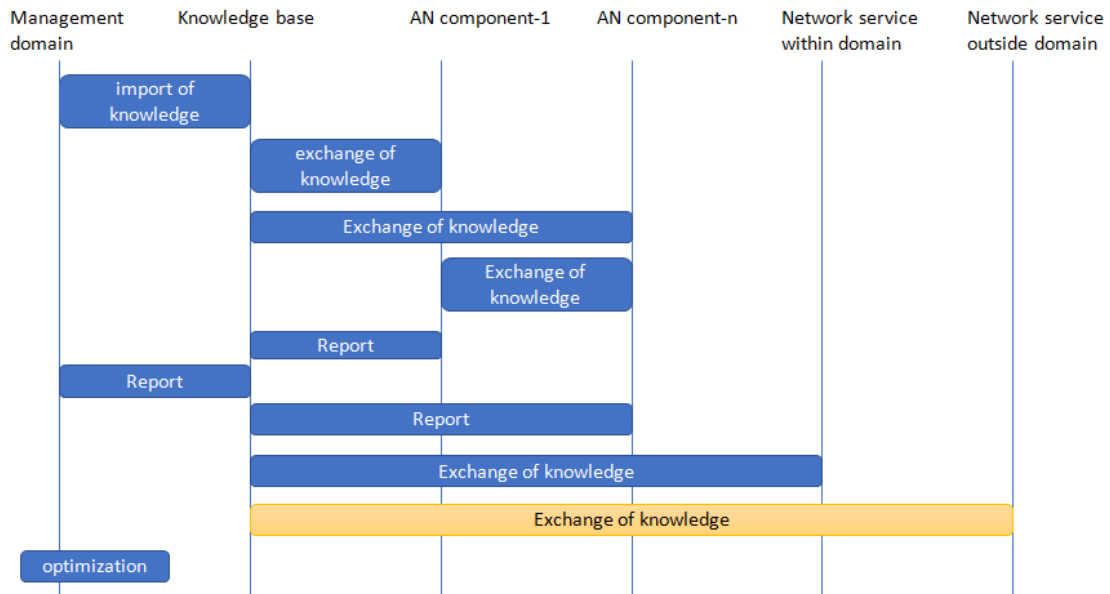 Management
domain
Knowledge base
AN component-1
AN component-n
Network service
within domain
Network service
outside domain
import of
knowledge
exchange of
knowledge
Exchange of knowledge
Exchange of
knowledge
Report
Report
Report
Exchange of knowledge
Exchange of knowledge
optimization